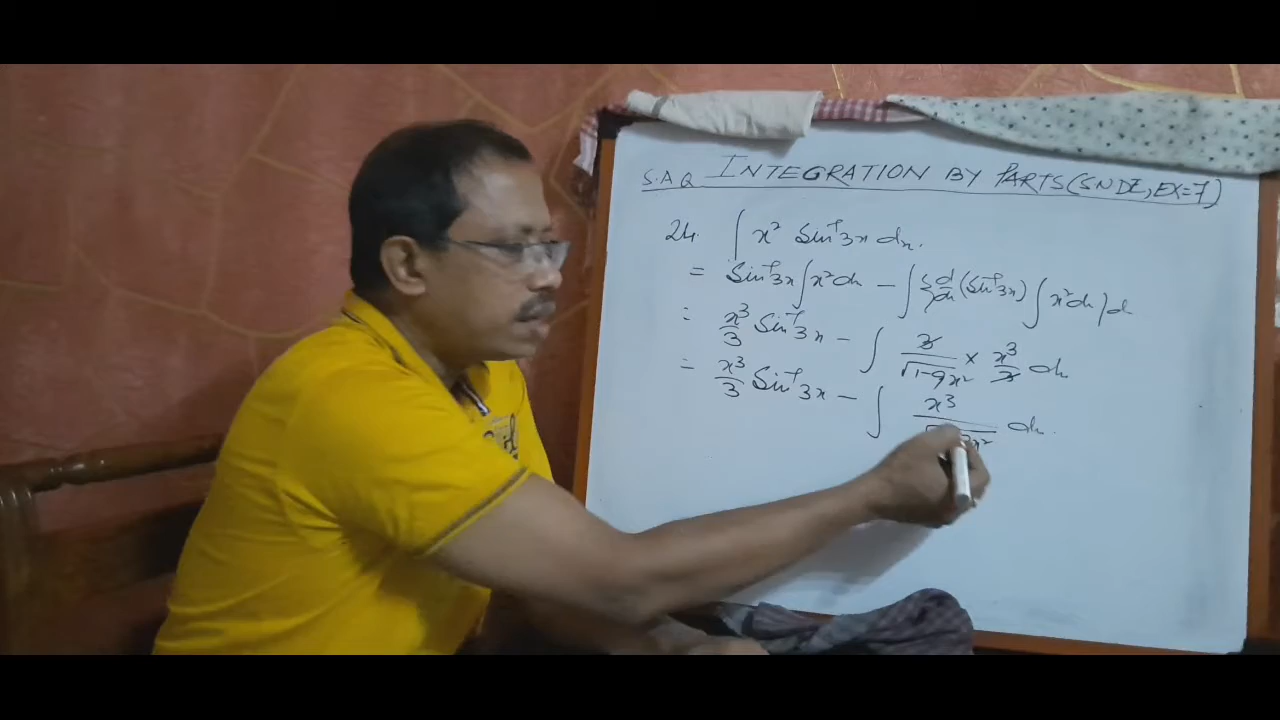 S.A.Q INTEGRATION BY PARTS (S N DE, EX=7)
24. ∫ x² Sin⁻¹3x dx.
= Sin⁻¹3x ∫ x² dx − ∫ { d/dx (Sin⁻¹3x) ∫ x² dx } d
= x³/3 Sin⁻¹3x − ∫ 3/√1-9x² × x³/3 dx
= x³/3 Sin⁻¹3x − ∫ x³/√ x² dx.